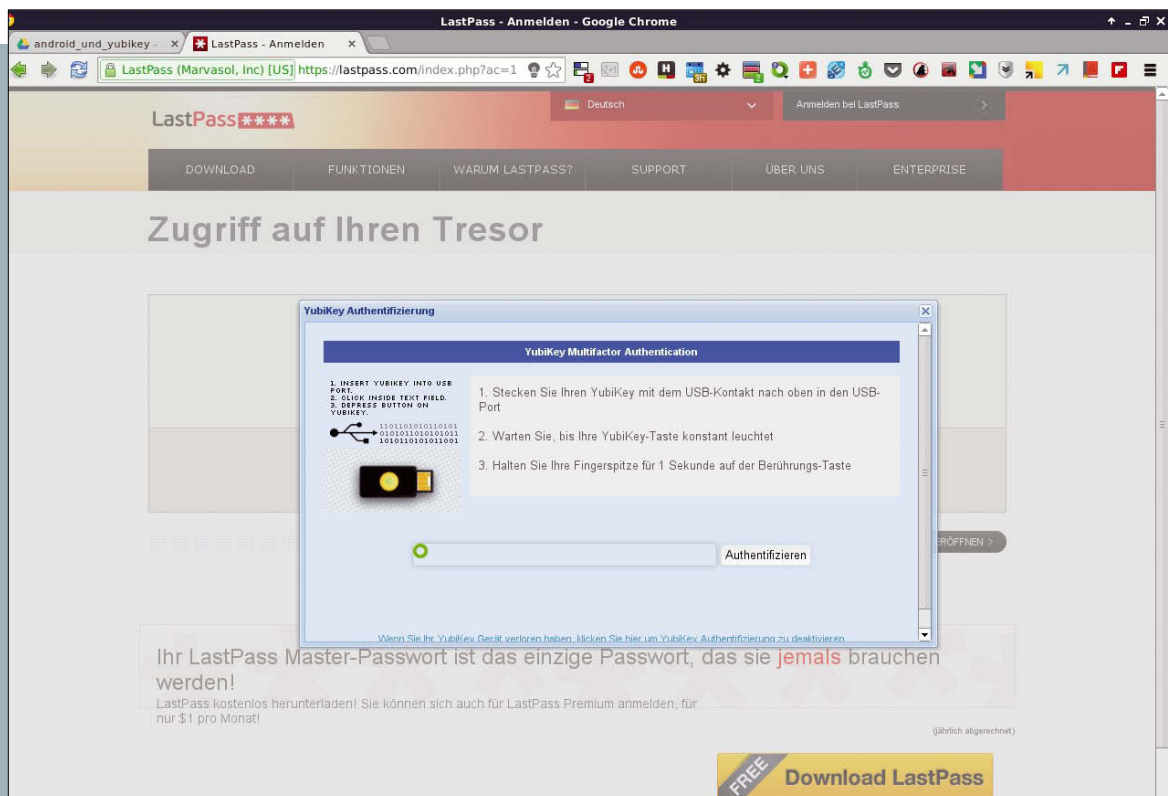 LastPass - Anmelden - Google Chrome
android_und_yubikey -
LastPass - Anmelden
LastPass (Marvasol, Inc) [US] https://lastpass.com/index.php?ac=1
Deutsch
Anmelden bei LastPass
LastPass ****
DOWNLOAD FUNKTIONEN WARUM LASTPASS? SUPPORT ÜBER UNS ENTERPRISE
Zugriff auf Ihren Tresor
YubiKey Authentifizierung
YubiKey Multifactor Authentication
1. INSERT YUBIKEY INTO USB
PORT.
2. CLICK INSIDE TEXT FIELD.
3. DEPRESS BUTTON ON
YUBIKEY.
1101101010110101
0101011010101011
1010110101011001
1. Stecken Sie Ihren YubiKey mit dem USB-Kontakt nach oben in den USB-
Port
2. Warten Sie, bis Ihre YubiKey-Taste konstant leuchtet
3. Halten Sie Ihre Fingerspitze für 1 Sekunde auf der Berührungs-Taste
Authentifizieren
ERÖFFNEN >
Wenn Sie Ihr YubiKey Gerät verloren haben, klicken Sie hier um YubiKey Authentifizierung zu deaktivieren
Ihr LastPass Master-Passwort ist das einzige Passwort, das sie jemals brauchen
werden!
LastPass kostenlos herunterladen! Sie können sich auch für LastPass Premium anmelden, für
nur $1 pro Monat!
(jährlich abgerechnet)
FREE
Download LastPass